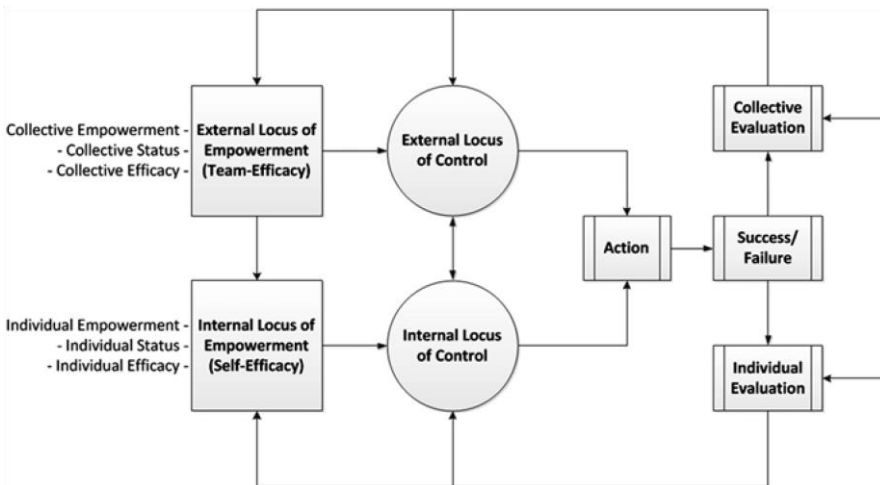 Collective Empowerment -
- Collective Status -
- Collective Efficacy -
External Locus of
Empowerment
(Team-Efficacy)
External Locus
of Control
Collective
Evaluation
Action
Success/
Failure
Individual Empowerment -
- Individual Status -
- Individual Efficacy -
Internal Locus of
Empowerment
(Self-Efficacy)
Internal Locus
of Control
Individual
Evaluation